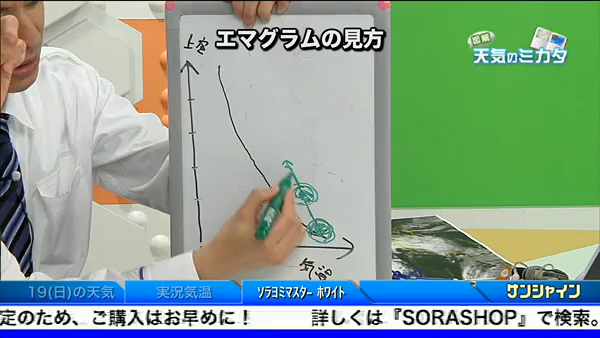 エマグラムの見方
図解
天気のミカタ
上空
気温
19(日)の天気
実況気温
ソラヨミマスター ホワイト
サンシャイン
定のため、ご購入はお早めに!
詳しくは『SORASHOP』で検索。